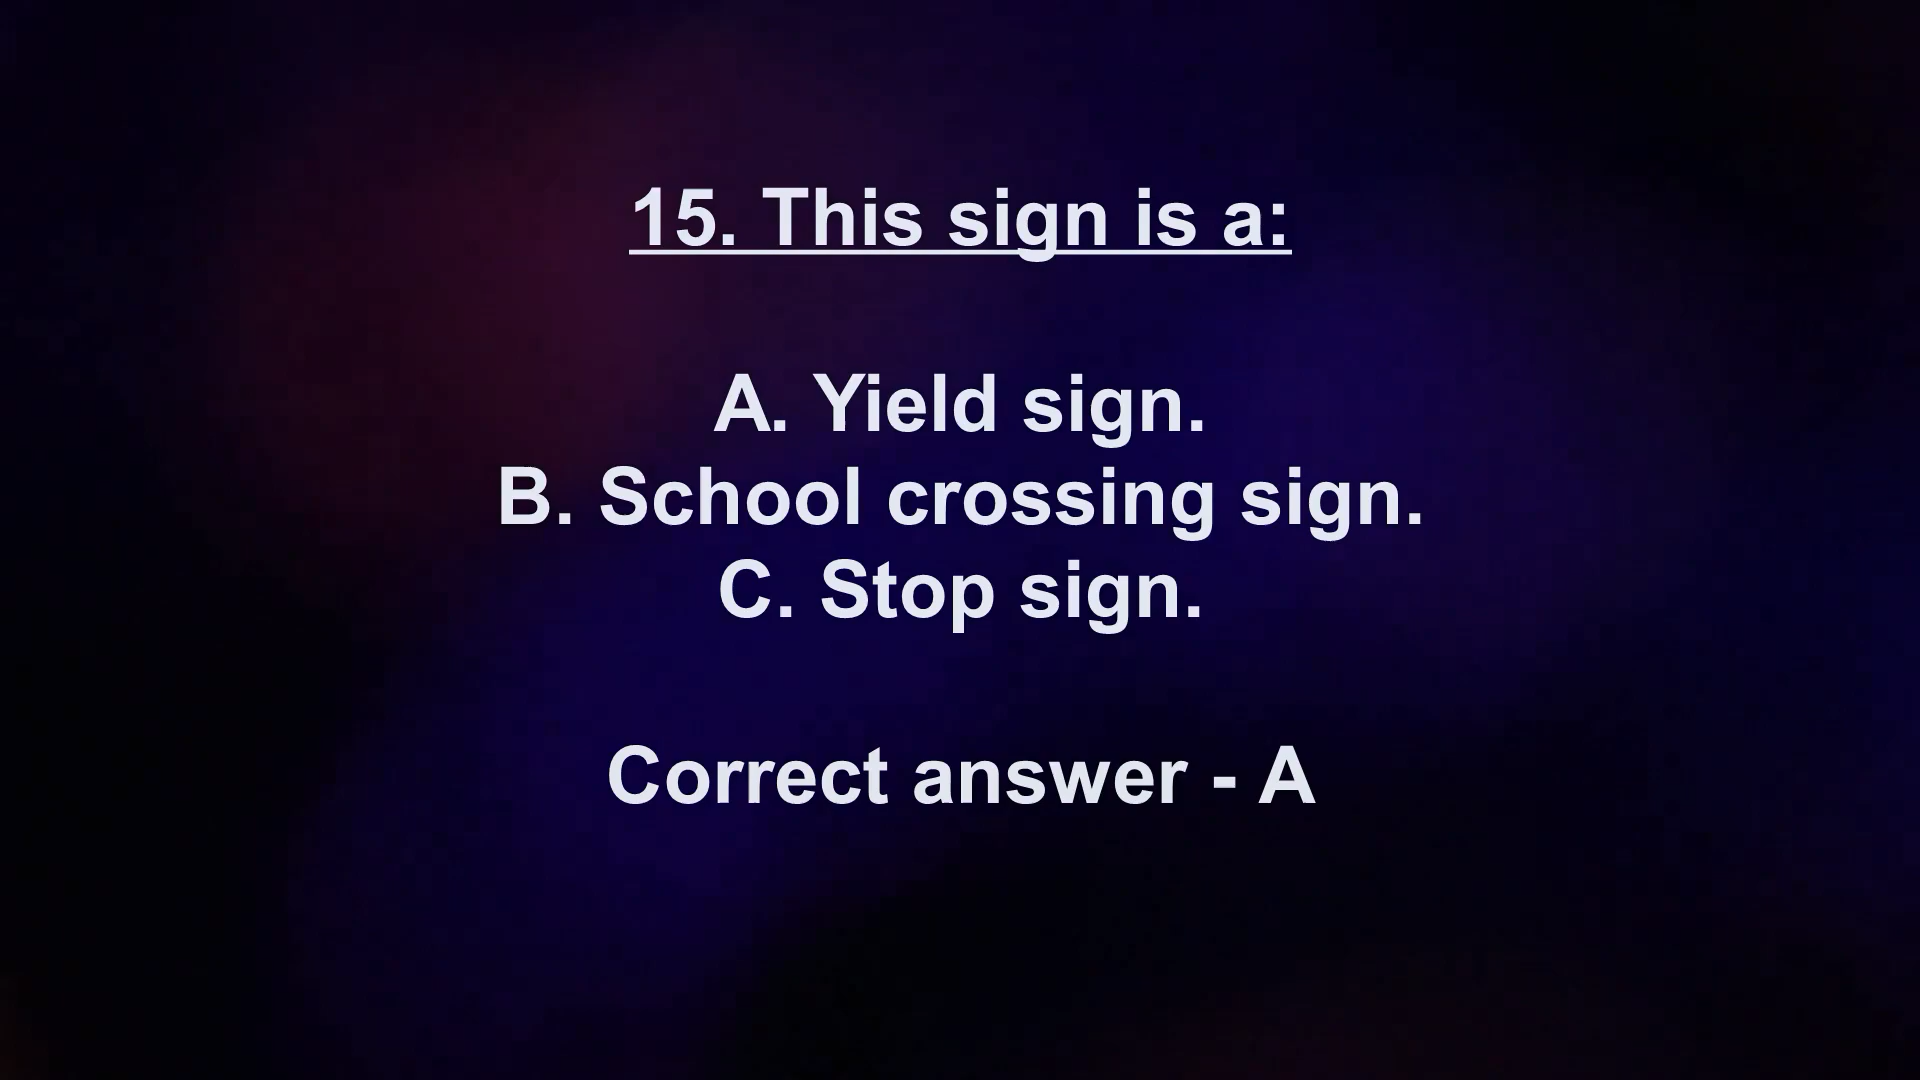 15. This sign is a:
A. Yield sign.
B. School crossing sign.
C. Stop sign.
Correct answer - A